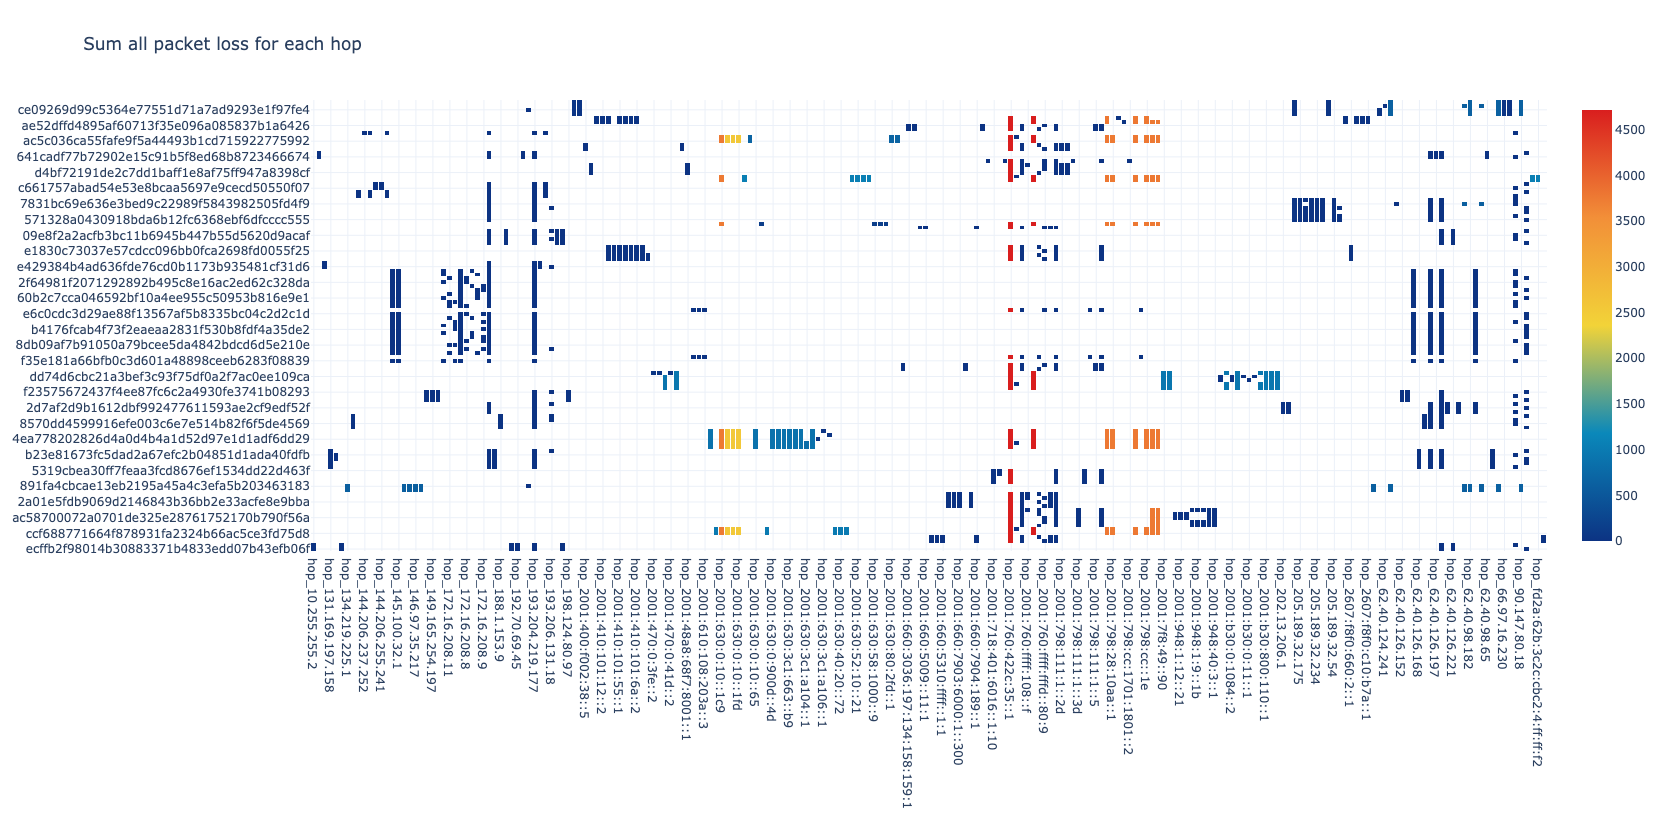 Sum all packet loss for each hop
ce09269d99c5364e77551d71a7ad9293e1f97fe4
ae52dffd4895af60713f35e096a085837b1a6426
ac5c036ca55fafe9f5a44493b1cd715922775992
641cadf77b72902e15c91b5f8ed68b8723466674
d4bf72191de2c7dd1baff1e8af75ff947a8398cf
c661757abad54e53e8bcaa5697e9cecd50550f07
7831bc69e636e3bed9c22989f5843982505fd4f9
571328a0430918bda6b12fc6368ebf6dfcccc555
09e8f2a2acfb3bc11b6945b447b55d5620d9acaf
e1830c73037e57cdcc096bb0fca2698fd0055f25
e429384b4ad636fde76cd0b1173b935481cf31d6
2f64981f2071292892b495c8e16ac2ed62c328da
60b2c7cca046592bf10a4ee955c50953b816e9e1
e6c0cdc3d29ae88f13567af5b8335bc04c2d2c1d
b4176fcab4f73f2eaeaa2831f530b8fdf4a35de2
8db09af7b91050a79bcee5da4842bdcd6d5e210e
f35e181a66bfb0c3d601a48898ceeb6283f08839
dd74d6cbc21a3bef3c93f75df0a2f7ac0ee109ca
f23575672437f4ee87fc6c2a4930fe3741b08293
2d7af2d9b1612dbf992477611593ae2cf9edf52f
8570dd4599916efe003c6e7e514b82f6f5de4569
4ea778202826d4a0d4b4a1d52d97e1d1adf6dd29
b23e81673fc5dad2a67efc2b04851d1ada40fdfb
5319cbea30ff7feaa3fcd8676ef1534dd22d463f
891fa4cbcae13eb2195a45a4c3efa5b203463183
2a01e5fdb9069d2146843b36bb2e33acfe8e9bba
ac58700072a0701de325e28761752170b790f56a
ccf688771664f878931fa2324b66ac5ce3fd75d8
ecffb2f98014b30883371b4833edd07b43efb06f
hop_10.255.255.2
hop_131.169.197.158
hop_134.219.225.1
hop_144.206.237.252
hop_144.206.255.241
hop_145.100.32.1
hop_146.97.35.217
hop_149.165.254.197
hop_172.16.208.11
hop_172.16.208.8
hop_172.16.208.9
hop_188.1.153.9
hop_192.70.69.45
hop_193.204.219.177
hop_193.206.131.18
hop_198.124.80.97
hop_2001:400:f002:38::5
hop_2001:410:101:12::2
hop_2001:410:101:55::1
hop_2001:410:101:6a::2
hop_2001:470:0:3fe::2
hop_2001:470:0:41d::2
hop_2001:48a8:68f7:8001::1
hop_2001:610:108:203a::3
hop_2001:630:0:10::1c9
hop_2001:630:0:10::1fd
hop_2001:630:0:10::65
hop_2001:630:0:900d::4d
hop_2001:630:3c1:663::b9
hop_2001:630:3c1:a104::1
hop_2001:630:3c1:a106::1
hop_2001:630:40:20::72
hop_2001:630:52:10::21
hop_2001:630:58:1000::9
hop_2001:630:80:2fd::1
hop_2001:660:3036:197:134:158:159:1
hop_2001:660:5009::11:1
hop_2001:660:5310:ffff::1:1
hop_2001:660:7903:6000:1::300
hop_2001:660:7904:189::1
hop_2001:718:401:6016::1:10
hop_2001:760:422c:35::1
hop_2001:760:ffff:108::f
hop_2001:760:ffff:fffd::80:9
hop_2001:798:111:1::2d
hop_2001:798:111:1::3d
hop_2001:798:111:1::5
hop_2001:798:28:10aa::1
hop_2001:798:cc:1701:1801::2
hop_2001:798:cc::1e
hop_2001:7f8:49::90
hop_2001:948:1:12::21
hop_2001:948:1:9::1b
hop_2001:948:40:3::1
hop_2001:b30:0:1084::2
hop_2001:b30:0:11::1
hop_2001:b30:800:110::1
hop_202.13.206.1
hop_205.189.32.175
hop_205.189.32.234
hop_205.189.32.54
hop_2607:f8f0:660:2::1
hop_2607:f8f0:c10:b7a::1
hop_62.40.124.241
hop_62.40.126.152
hop_62.40.126.168
hop_62.40.126.197
hop_62.40.126.221
hop_62.40.98.182
hop_62.40.98.65
hop_66.97.16.230
hop_90.147.80.18
hop_fd2a:62b:3c2c:cbc2:4:ff:ff:f2
4500
4000
3500
3000
2500
2000
1500
1000
500
0